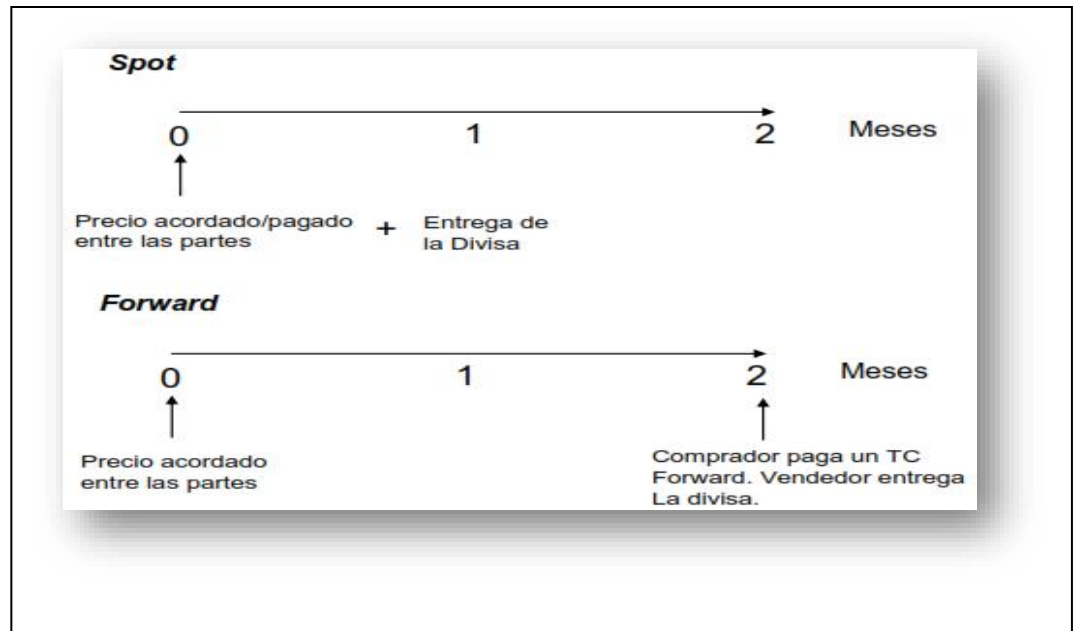 Spot
0 1 2 Meses
Precio acordado/pagado + Entrega de
entre las partes la Divisa
Forward
0 1 2 Meses
Precio acordado
entre las partes
Comprador paga un TC
Forward. Vendedor entrega
La divisa.